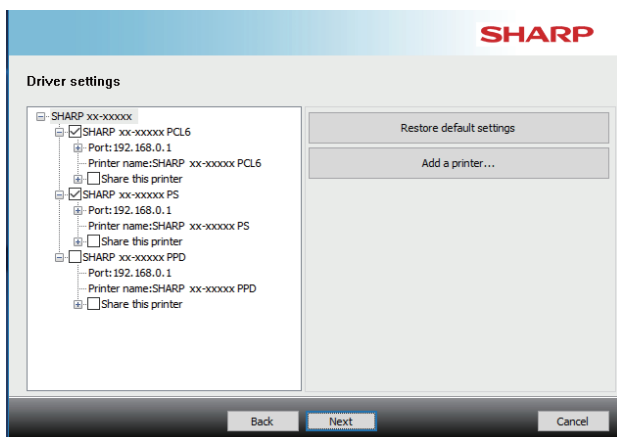 SHARP
Driver settings
SHARP xx-xxxxx
SHARP xx-xxxxx PCL6
Port:192.168.0.1
Printer name:SHARP xx-xxxxx PCL6
Share this printer
SHARP xx-xxxxx PS
Port:192.168.0.1
Printer name:SHARP xx-xxxxx PS
Share this printer
SHARP xx-xxxxx PPD
Port:192.168.0.1
Printer name:SHARP xx-xxxxx PPD
Share this printer
Restore default settings
Add a printer...
Back Next Cancel